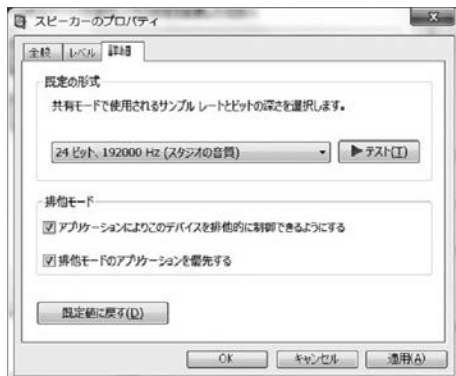 スピーカーのプロパティ
全般 レベル 詳細
既定の形式
共有モードで使用されるサンプル レートとビットの深さを選択します。
24 ビット、192000 Hz (スタジオの音質) ▶テスト(T)
排他モード
アプリケーションによりこのデバイスを排他的に制御できるようにする
排他モードのアプリケーションを優先する
既定値に戻す(D)
OK キャンセル 適用(A)